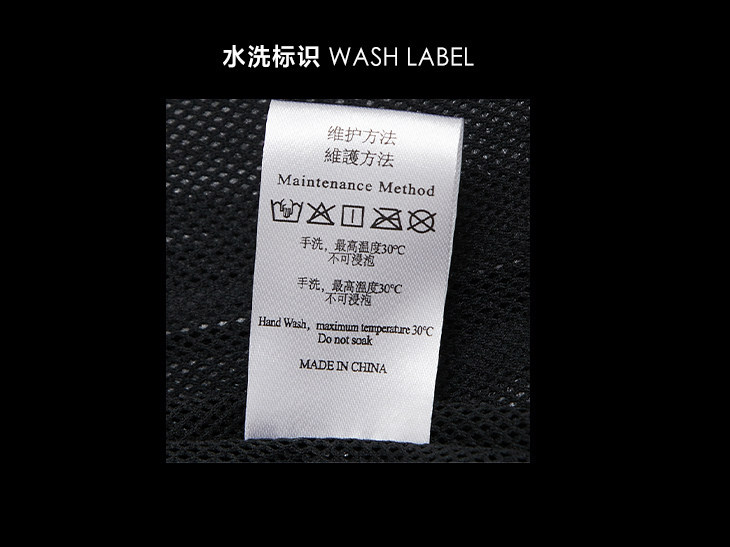 水洗标识 WASH LABEL
维护方法
維護方法
Maintenance Method
手洗，最高温度30°C
不可浸泡
手洗，最高溫度30°C
不可浸泡
Hand Wash, maximum temperature 30°C
Do not soak
MADE IN CHINA